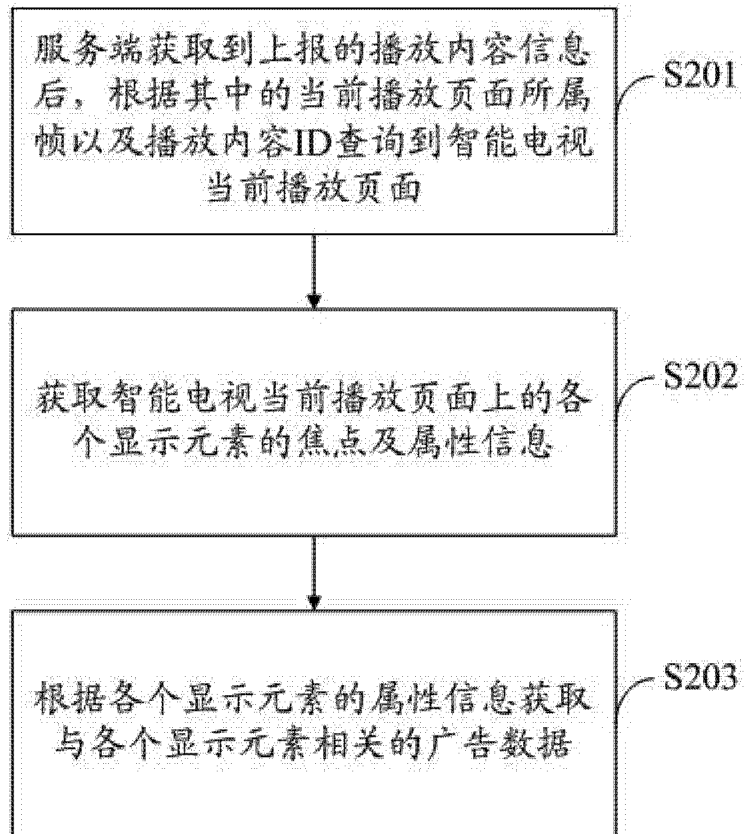 服务端获取到上报的播放内容信息
后，根据其中的当前播放页面所属
帧以及播放内容ID查询到智能电视
当前播放页面
S201
获取智能电视当前播放页面上的各
个显示元素的焦点及属性信息
S202
根据各个显示元素的属性信息获取
与各个显示元素相关的广告数据
S203